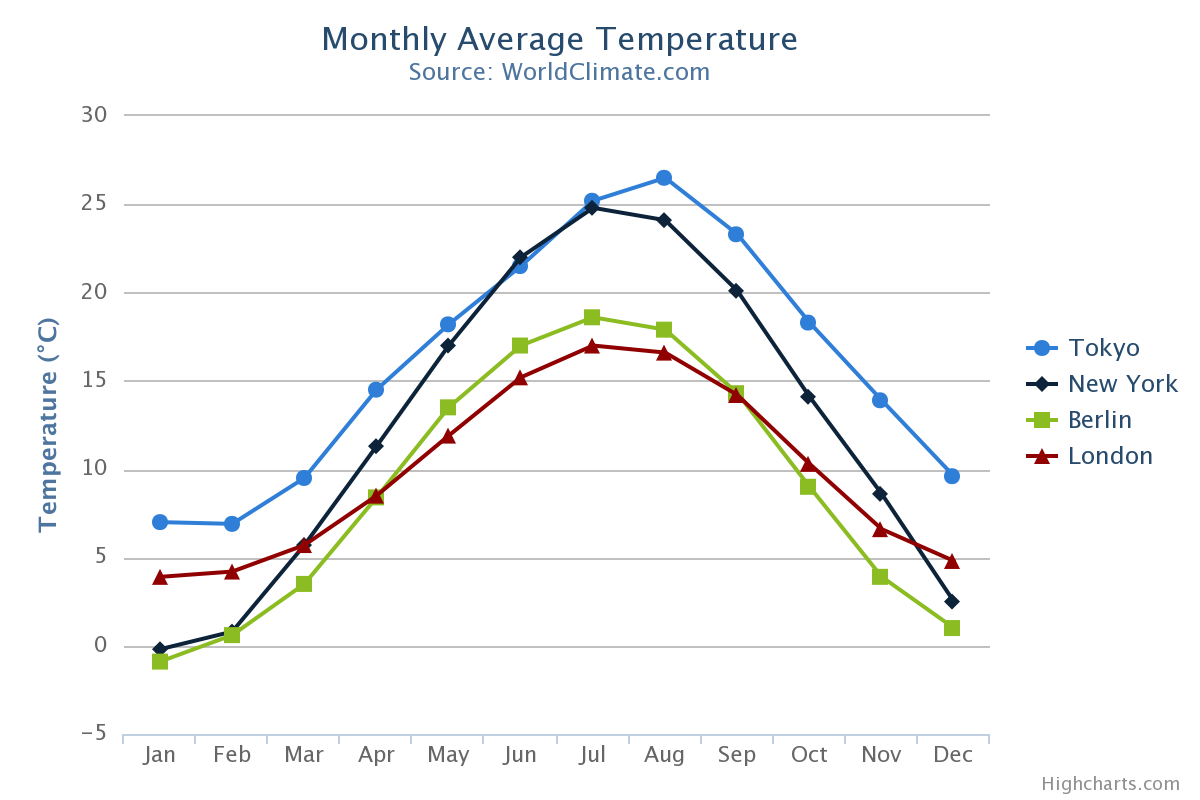 Monthly Average Temperature
Source: WorldClimate.com
Temperature (°C)
30
25
20
15
10
5
0
−5
Jan Feb Mar Apr May Jun Jul Aug Sep Oct Nov Dec
Tokyo
New York
Berlin
London
Highcharts.com